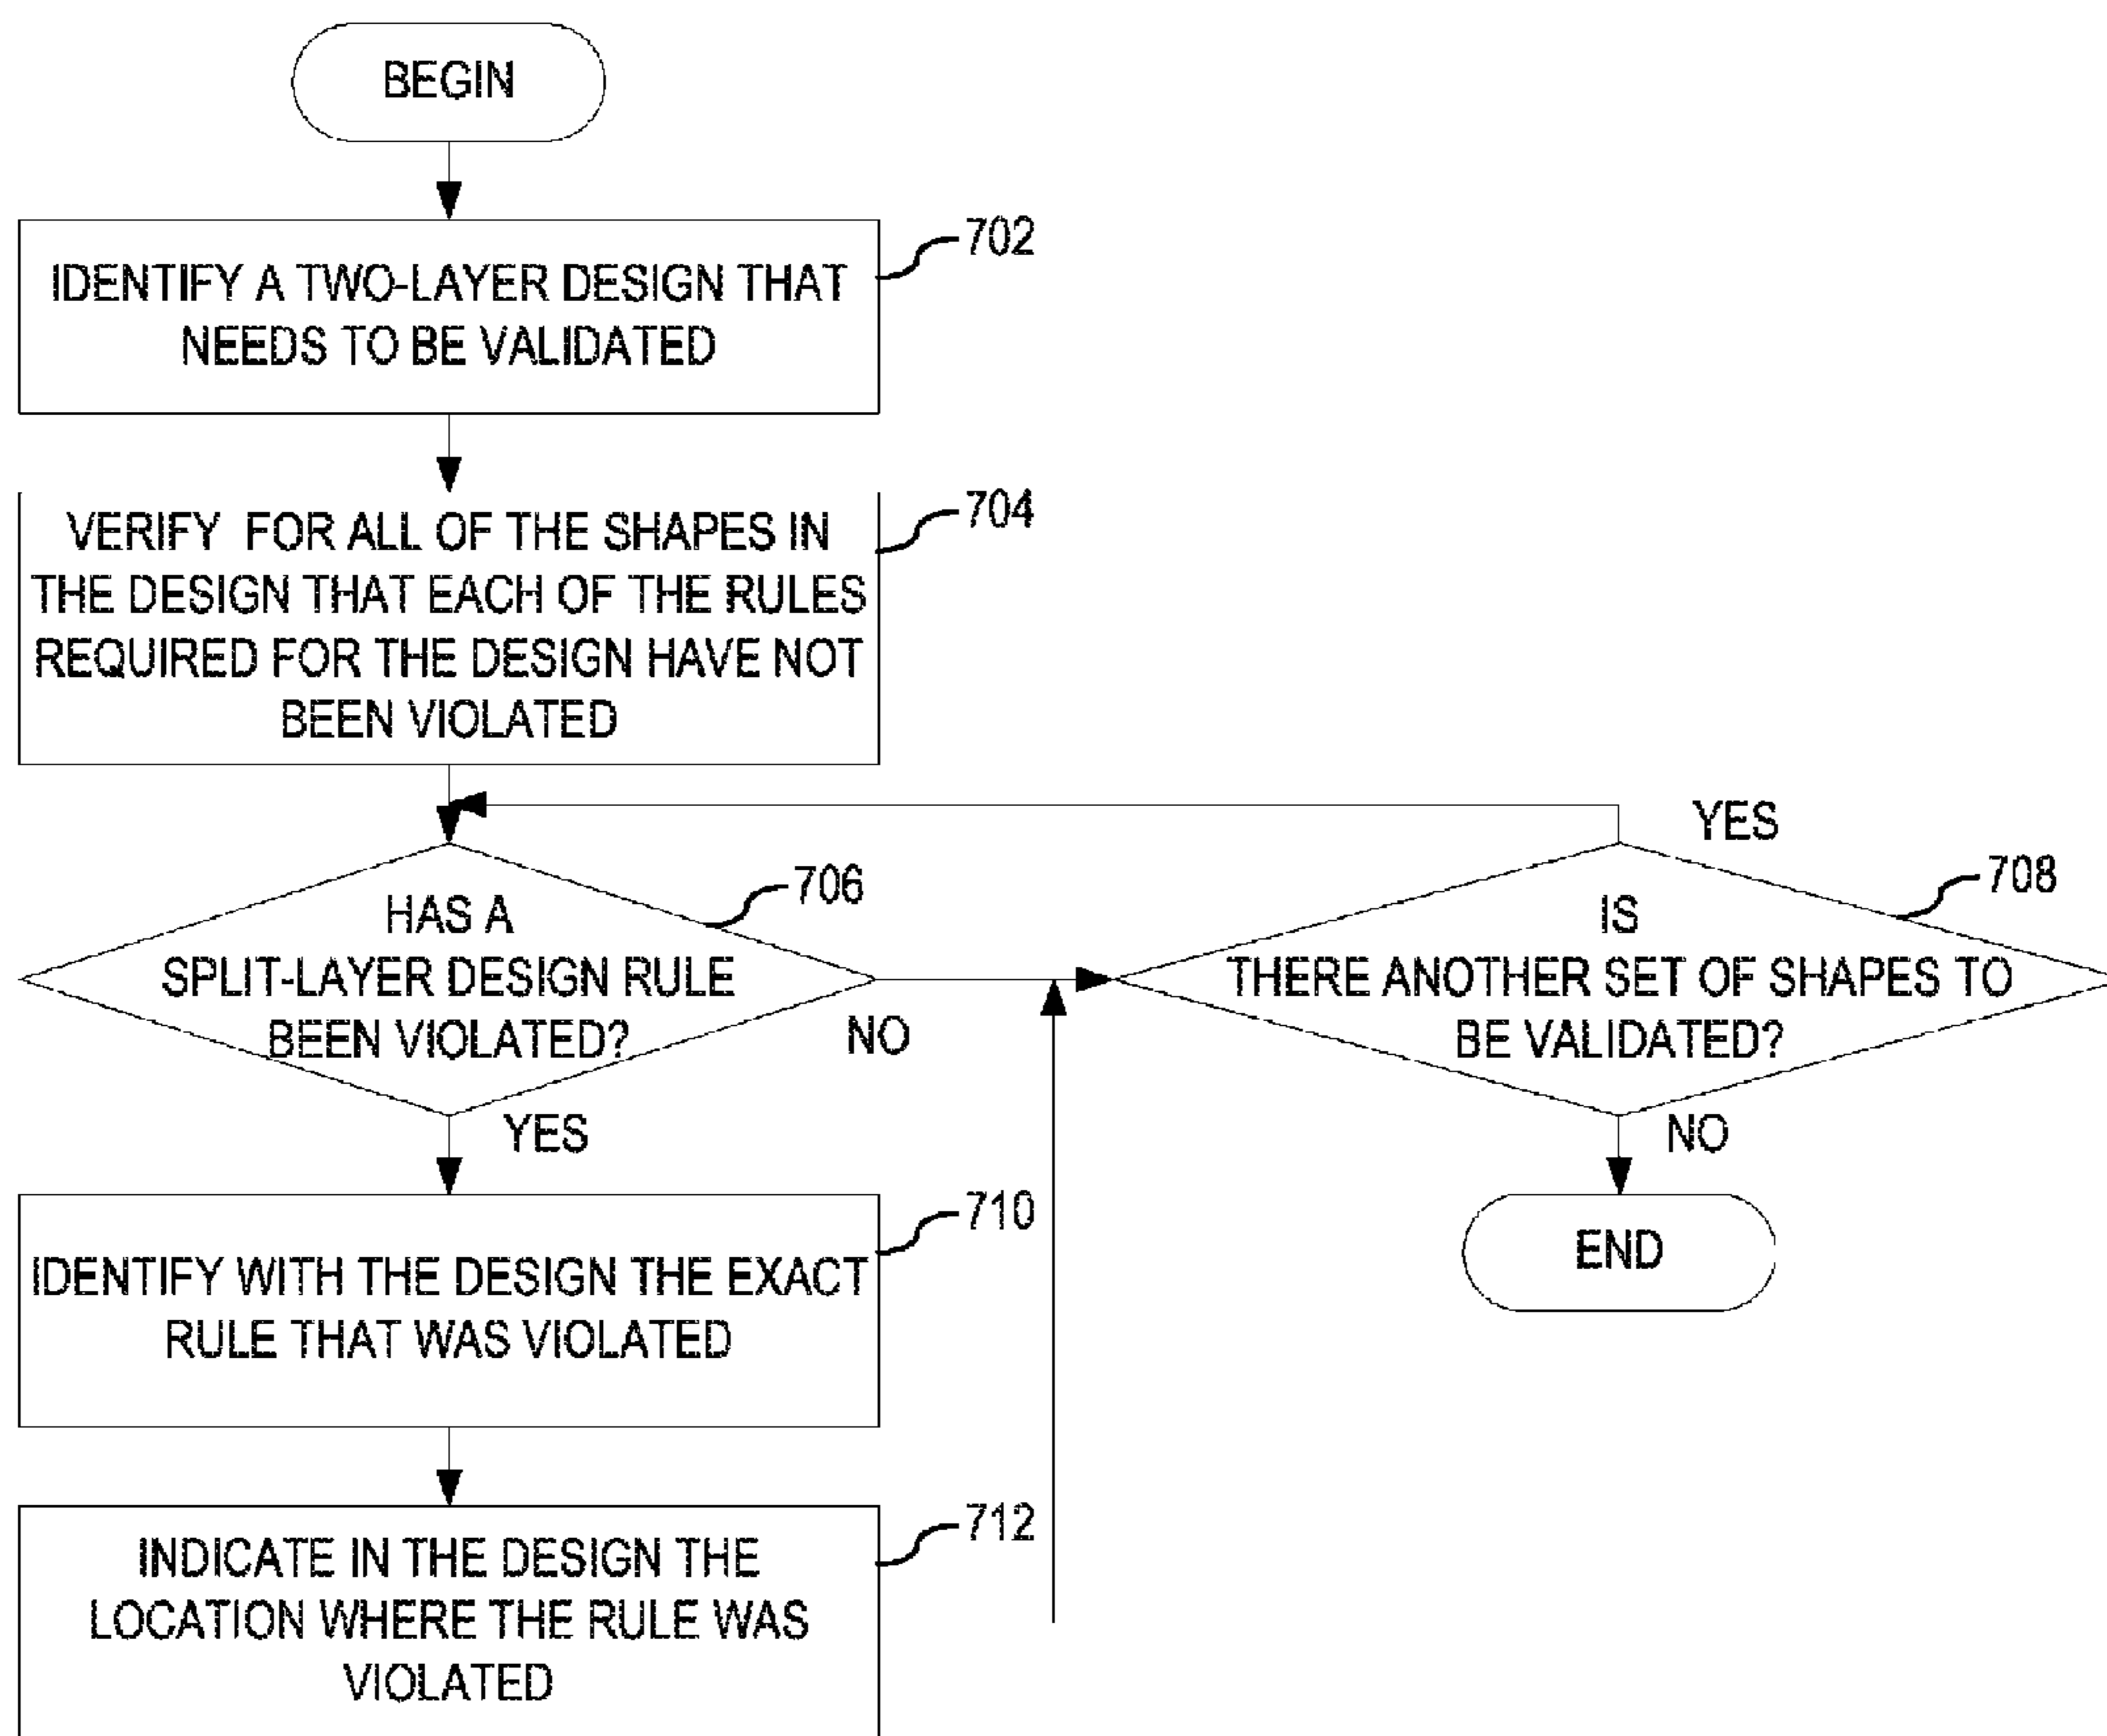 BEGIN
702
IDENTIFY A TWO-LAYER DESIGN THAT
NEEDS TO BE VALIDATED
704
VERIFY FOR ALL OF THE SHAPES IN
THE DESIGN THAT EACH OF THE RULES
REQUIRED FOR THE DESIGN HAVE NOT
BEEN VIOLATED
706
HAS A
SPLIT-LAYER DESIGN RULE
BEEN VIOLATED?
NO
YES
YES
708
IS
THERE ANOTHER SET OF SHAPES TO
BE VALIDATED?
NO
END
710
IDENTIFY WITH THE DESIGN THE EXACT
RULE THAT WAS VIOLATED
712
INDICATE IN THE DESIGN THE
LOCATION WHERE THE RULE WAS
VIOLATED